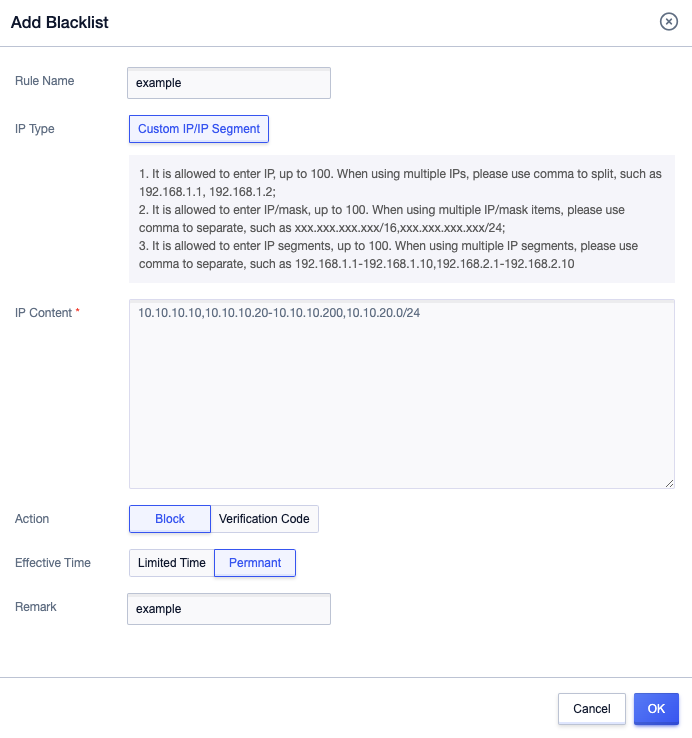 Add Blacklist
Rule Name
example
IP Type
Custom IP/IP Segment
1. It is allowed to enter IP, up to 100. When using multiple IPs, please use comma to split, such as
192.168.1.1, 192.168.1.2;
2. It is allowed to enter IP/mask, up to 100. When using multiple IP/mask items, please use
comma to separate, such as xxx.xxx.xxx.xxx/16,xxx.xxx.xxx.xxx/24;
3. It is allowed to enter IP segments, up to 100. When using multiple IP segments, please use
comma to separate, such as 192.168.1.1-192.168.1.10,192.168.2.1-192.168.2.10
IP Content *
10.10.10.10,10.10.10.20-10.10.10.200,10.10.20.0/24
Action
Block
Verification Code
Effective Time
Limited Time
Permnant
Remark
example
Cancel
OK